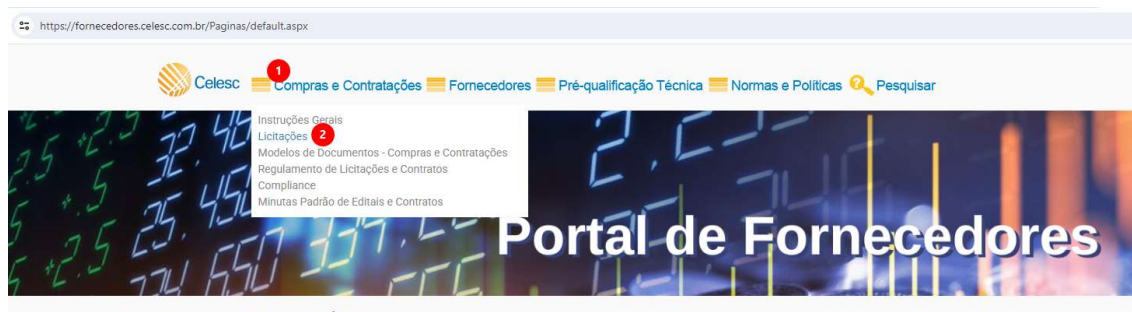 https://fornecedores.celesc.com.br/Paginas/default.aspx
1
Celesc Compras e Contratações Fornecedores Pré-qualificação Técnica Normas e Políticas Pesquisar
Instruções Gerais
Licitações 2
Modelos de Documentos - Compras e Contratações
Regulamento de Licitações e Contratos
Compliance
Minutas Padrão de Editais e Contratos
Portal de Fornecedores